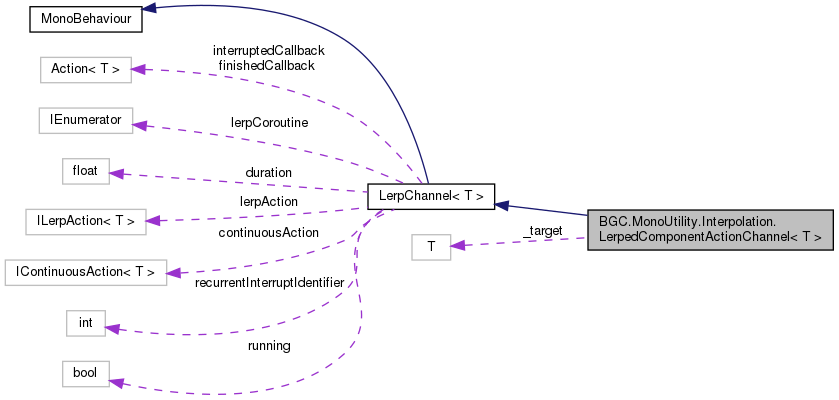 MonoBehaviour
interruptedCallback
finishedCallback
Action< T >
lerpCoroutine
IEnumerator
duration
float
LerpChannel< T >
lerpAction
ILerpAction< T >
BGC.MonoUtility.Interpolation.
LerpedComponentActionChannel< T >
continuousAction
_target
T
IContinuousAction< T >
recurrentInterruptIdentifier
int
running
bool